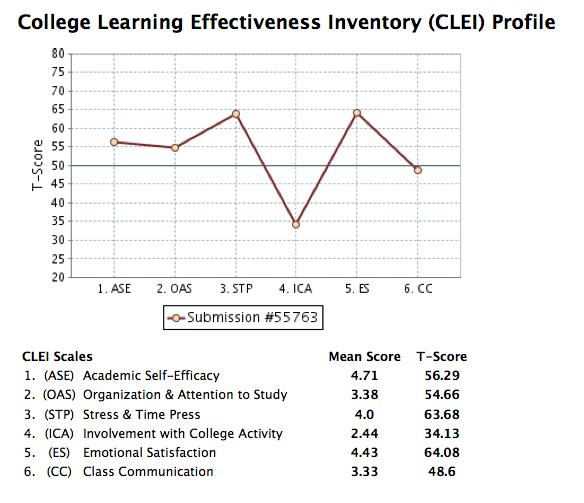 College Learning Effectiveness Inventory (CLEI) Profile
80
75
70
65
60
55
50
45
40
35
30
25
20
T-Score
1. ASE 2. OAS 3. STP 4. ICA 5. ES 6. CC
Submission #55763
CLEI Scales Mean Score T-Score
1. (ASE) Academic Self-Efficacy 4.71 56.29
2. (OAS) Organization & Attention to Study 3.38 54.66
3. (STP) Stress & Time Press 4.0 63.68
4. (ICA) Involvement with College Activity 2.44 34.13
5. (ES) Emotional Satisfaction 4.43 64.08
6. (CC) Class Communication 3.33 48.6